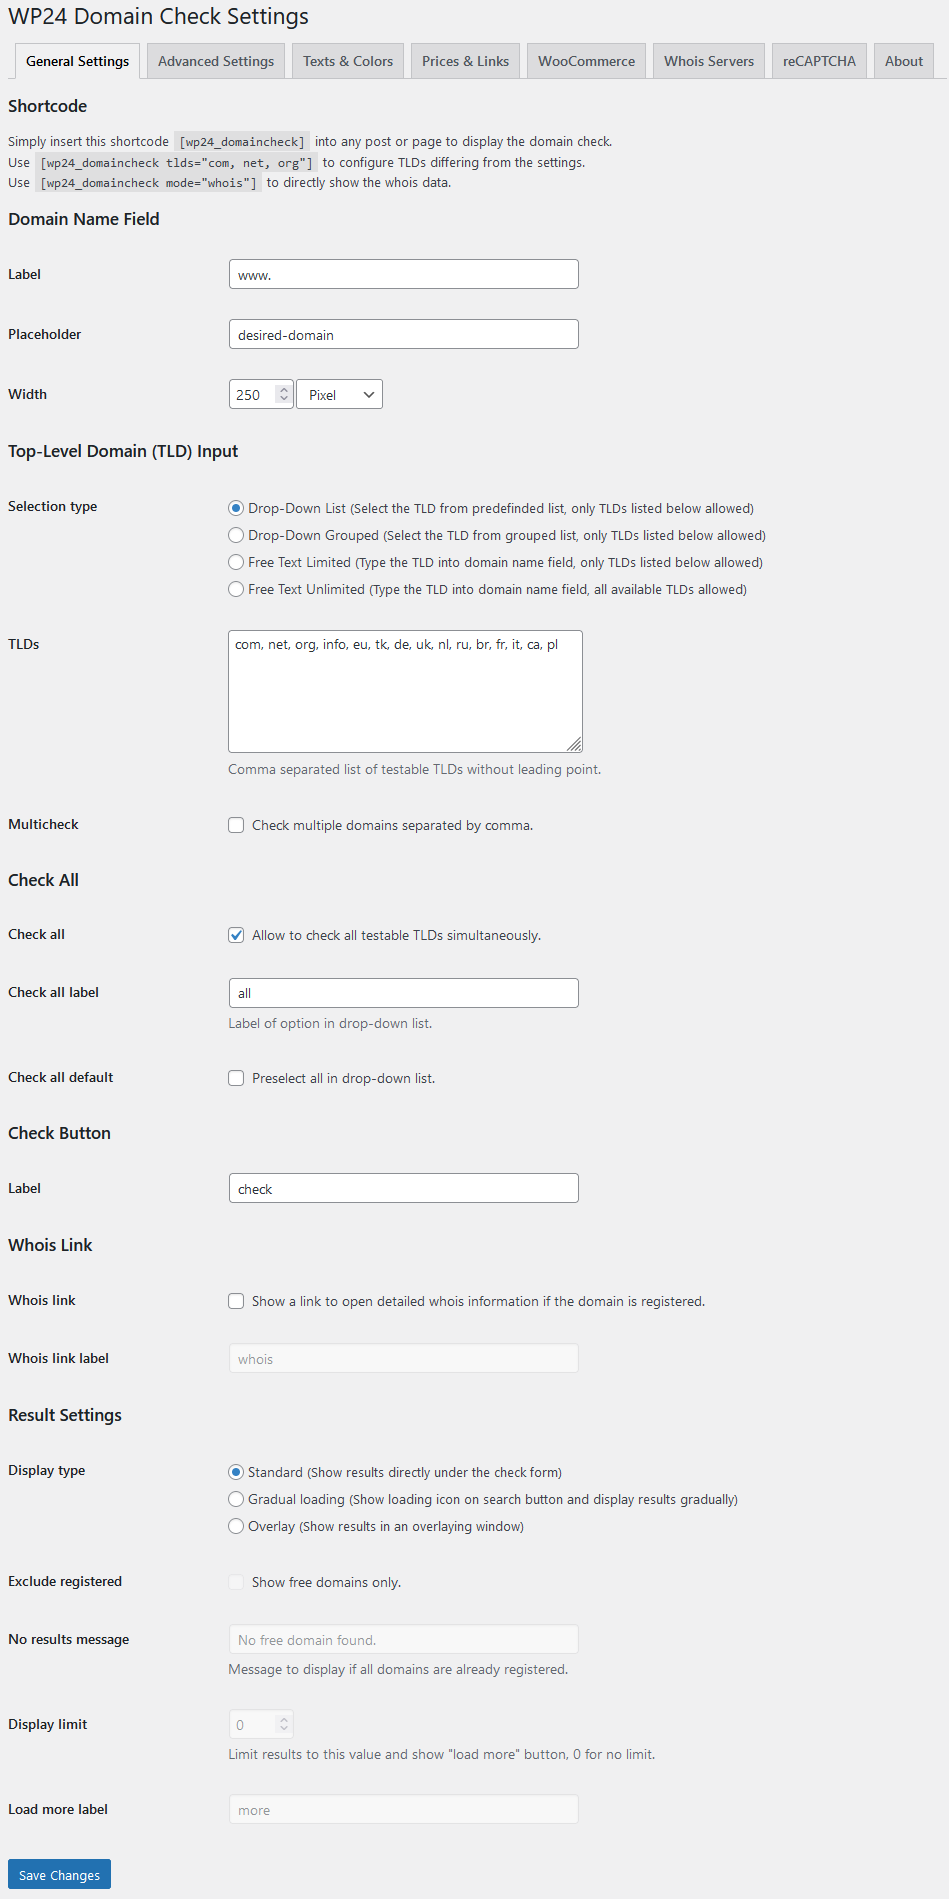 WP24 Domain Check Settings
General Settings
Advanced Settings
Texts & Colors
Prices & Links
WooCommerce
Whois Servers
reCAPTCHA
About
Shortcode
Simply insert this shortcode [wp24_domaincheck] into any post or page to display the domain check.
Use [wp24_domaincheck tlds="com, net, org"] to configure TLDs differing from the settings.
Use [wp24_domaincheck mode="whois"] to directly show the whois data.
Domain Name Field
Label
www.
Placeholder
desired-domain
Width
250
Pixel
Top-Level Domain (TLD) Input
Selection type
Drop-Down List (Select the TLD from predefinded list, only TLDs listed below allowed)
Drop-Down Grouped (Select the TLD from grouped list, only TLDs listed below allowed)
Free Text Limited (Type the TLD into domain name field, only TLDs listed below allowed)
Free Text Unlimited (Type the TLD into domain name field, all available TLDs allowed)
TLDs
com, net, org, info, eu, tk, de, uk, nl, ru, br, fr, it, ca, pl
Comma separated list of testable TLDs without leading point.
Multicheck
Check multiple domains separated by comma.
Check All
Check all
Allow to check all testable TLDs simultaneously.
Check all label
all
Label of option in drop-down list.
Check all default
Preselect all in drop-down list.
Check Button
Label
check
Whois Link
Whois link
Show a link to open detailed whois information if the domain is registered.
Whois link label
whois
Result Settings
Display type
Standard (Show results directly under the check form)
Gradual loading (Show loading icon on search button and display results gradually)
Overlay (Show results in an overlaying window)
Exclude registered
Show free domains only.
No results message
No free domain found.
Message to display if all domains are already registered.
Display limit
0
Limit results to this value and show "load more" button, 0 for no limit.
Load more label
more
Save Changes